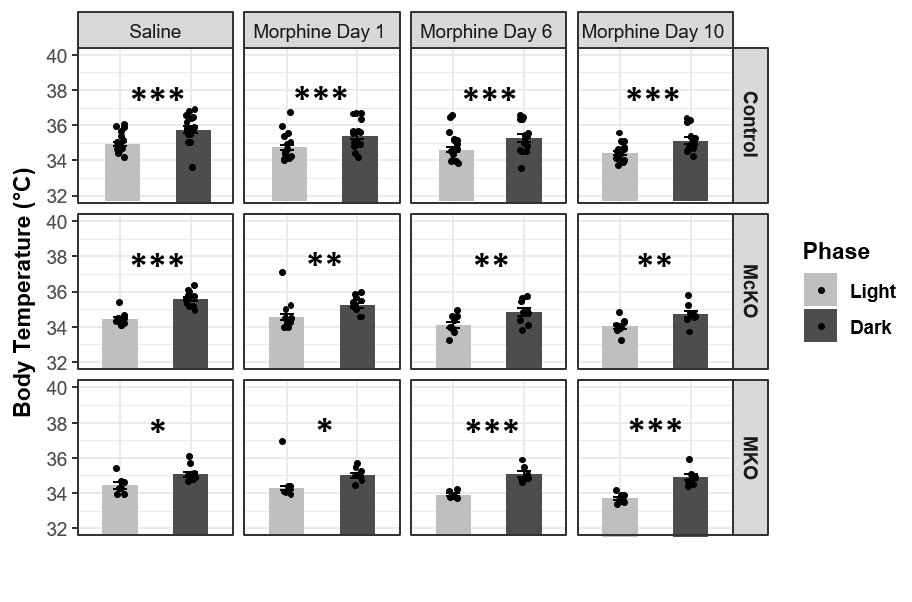 Saline
Morphine Day 1
Morphine Day 6
Morphine Day 10
40
38
36
34
32
***
***
***
***
Control
40
38
36
34
32
***
**
**
**
McKO
40
38
36
34
32
*
*
***
***
MKO
Body Temperature (°C)
Phase
Light
Dark